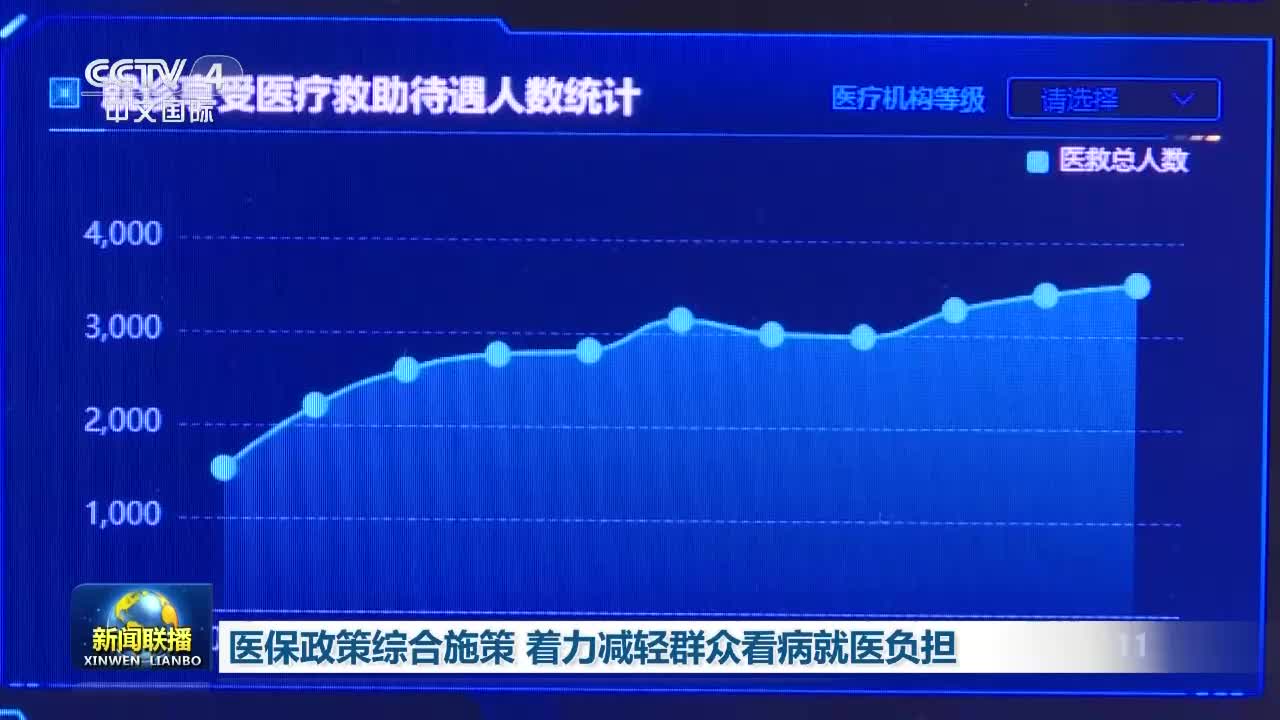 CCTV 4
中文国际
享受医疗救助待遇人数统计
医疗机构等级
请选择
医救总人数
4,000
3,000
2,000
1,000
11
新闻联播
XINWEN LIANBO
医保政策综合施策 着力减轻群众看病就医负担